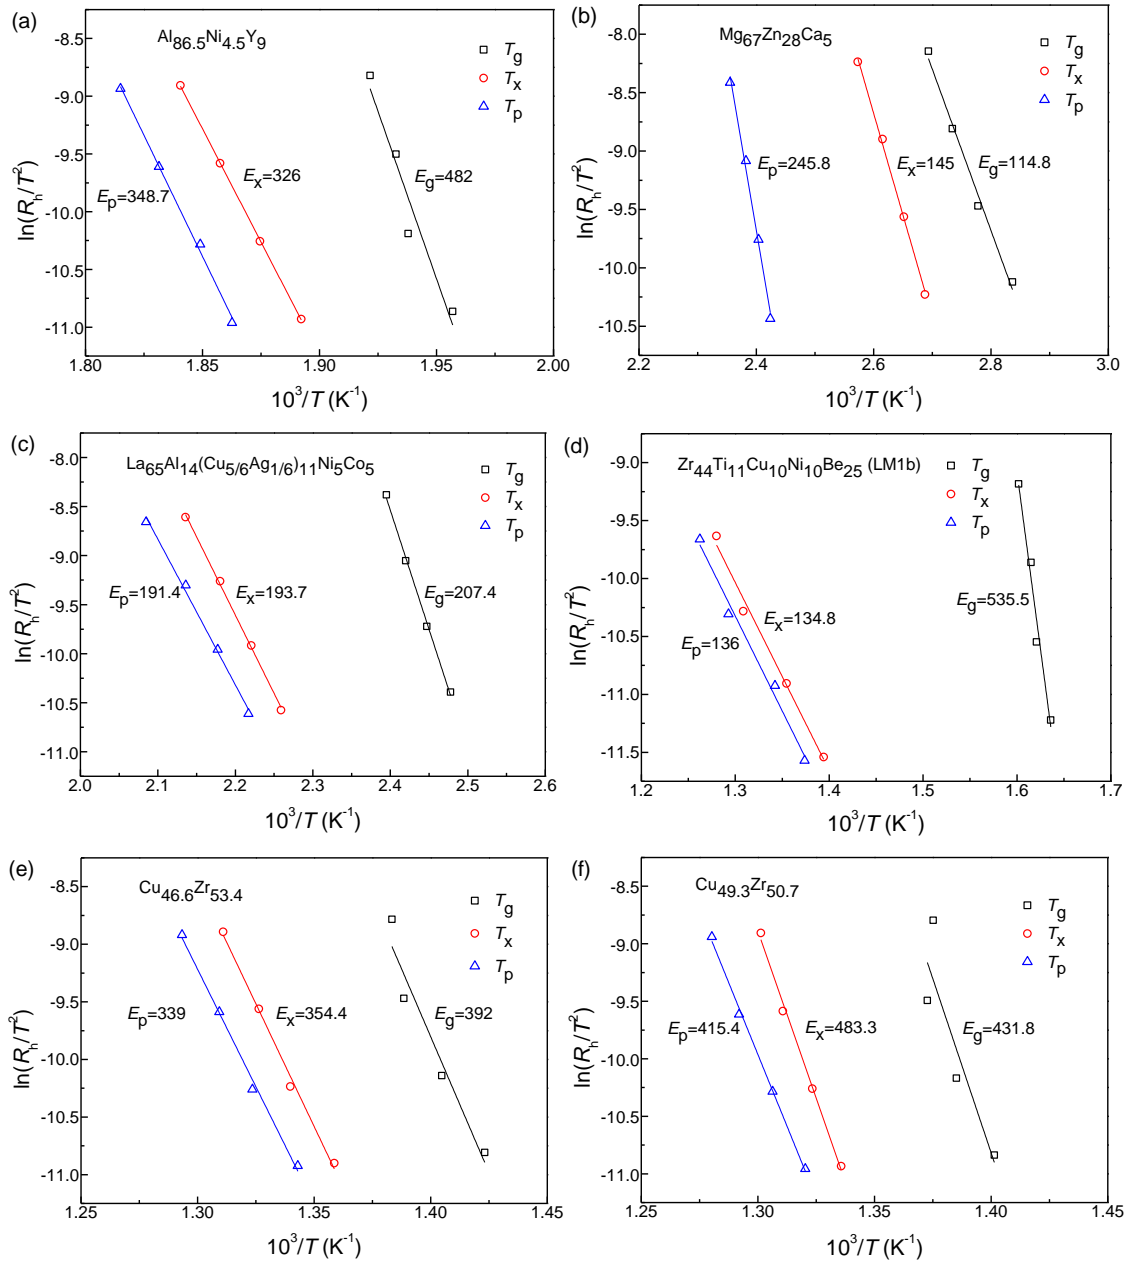 (a)
Al86.5Ni4.5Y9
Tg
Tx
Tp
Ep=348.7
Ex=326
Eg=482
-8.5
-9.0
-9.5
-10.0
-10.5
-11.0
ln(Rh/T²)
1.80 1.85 1.90 1.95 2.00
10³/T (K⁻¹)
(b)
Mg67Zn28Ca5
Tg
Tx
Tp
Ep=245.8
Ex=145
Eg=114.8
-8.0
-8.5
-9.0
-9.5
-10.0
-10.5
ln(Rh/T²)
2.2 2.4 2.6 2.8 3.0
10³/T (K⁻¹)
(c)
La65Al14(Cu5/6Ag1/6)11Ni5Co5
Tg
Tx
Tp
Ep=191.4
Ex=193.7
Eg=207.4
-8.0
-8.5
-9.0
-9.5
-10.0
-10.5
-11.0
ln(Rh/T²)
2.0 2.1 2.2 2.3 2.4 2.5 2.6
10³/T (K⁻¹)
(d)
Zr44Ti11Cu10Ni10Be25 (LM1b)
Tg
Tx
Tp
Ep=136
Ex=134.8
Eg=535.5
-9.0
-9.5
-10.0
-10.5
-11.0
-11.5
ln(Rh/T²)
1.2 1.3 1.4 1.5 1.6 1.7
10³/T (K⁻¹)
(e)
Cu46.6Zr53.4
Tg
Tx
Tp
Ep=339
Ex=354.4
Eg=392
-8.5
-9.0
-9.5
-10.0
-10.5
-11.0
ln(Rh/T²)
1.25 1.30 1.35 1.40 1.45
10³/T (K⁻¹)
(f)
Cu49.3Zr50.7
Tg
Tx
Tp
Ep=415.4
Ex=483.3
Eg=431.8
-8.5
-9.0
-9.5
-10.0
-10.5
-11.0
ln(Rh/T²)
1.25 1.30 1.35 1.40 1.45
10³/T (K⁻¹)